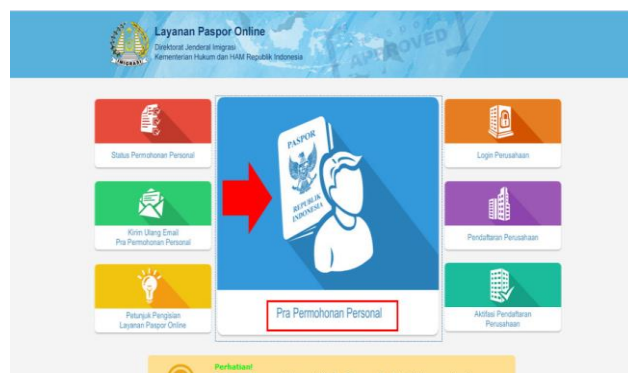 Layanan Paspor Online
Direktorat Jenderal Imigrasi
Kementerian Hukum dan HAM Republik Indonesia
APPROVED
IMIGRASI
Status Permohonan Personal
Kirim Ulang Email
Pra Permohonan Personal
Petunjuk Pengisian
Layanan Paspor Online
PASPOR
REPUBLIK
INDONESIA
Pra Permohonan Personal
Login Perusahaan
Pendaftaran Perusahaan
Aktifasi Pendaftaran
Perusahaan
Perhatian!